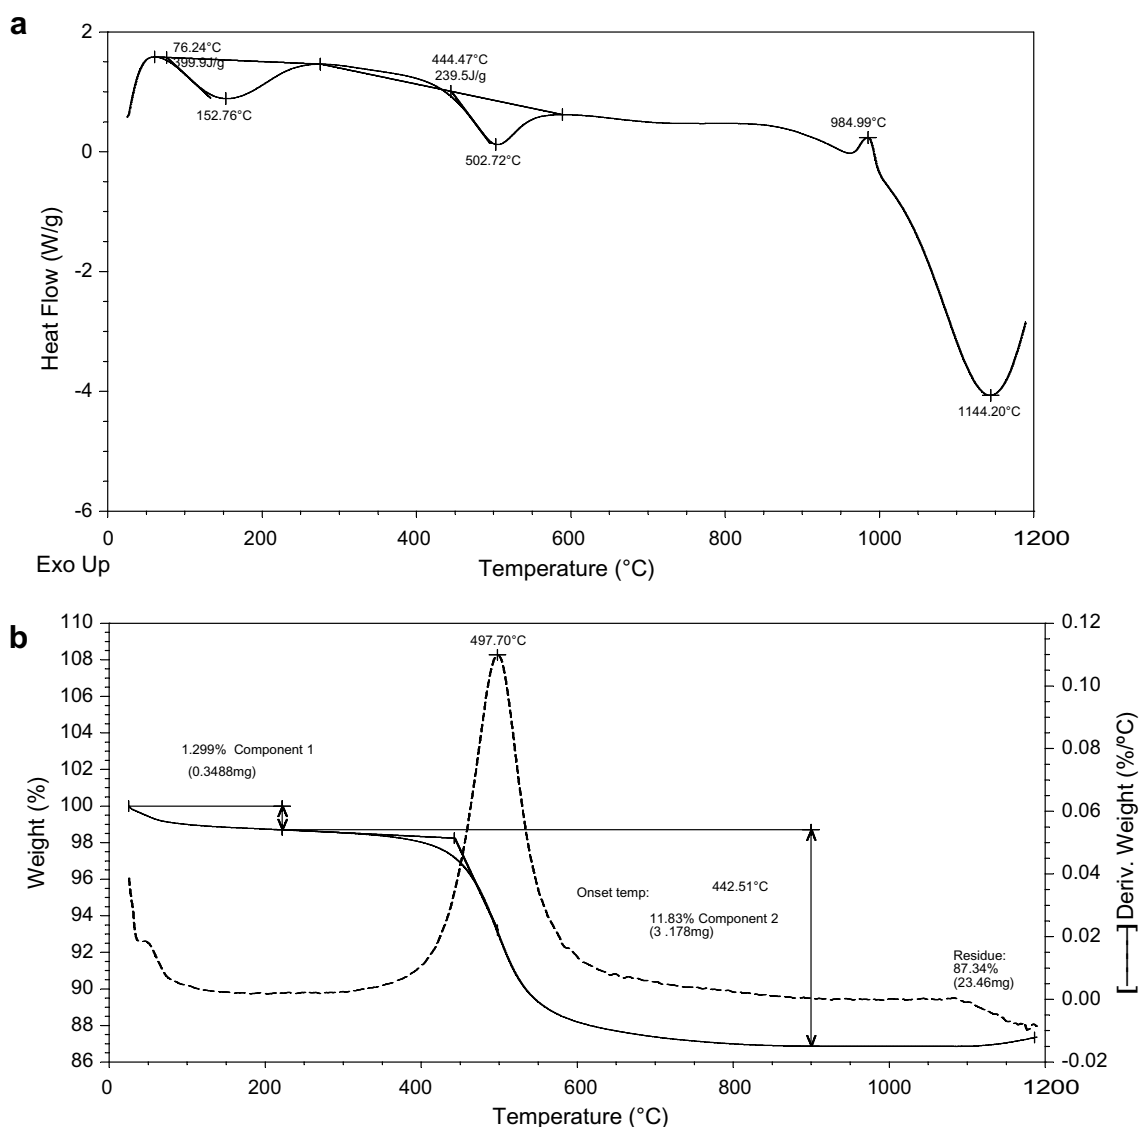 a
2
0
-2
-4
-6
Heat Flow (W/g)
76.24°C
399.9J/g
152.76°C
444.47°C
239.5J/g
502.72°C
984.99°C
1144.20°C
0 200 400 600 800 1000 1200
Exo Up
Temperature (°C)
b
110
108
106
104
102
100
98
96
94
92
90
88
86
Weight (%)
497.70°C
1.299% Component 1
(0.3488mg)
Onset temp: 442.51°C
11.83% Component 2
(3 .178mg)
Residue:
87.34%
(23.46mg)
0.12
0.10
0.08
0.06
0.04
0.02
0.00
-0.02
[———]Deriv. Weight (%/ºC)
0 200 400 600 800 1000 1200
Temperature (°C)